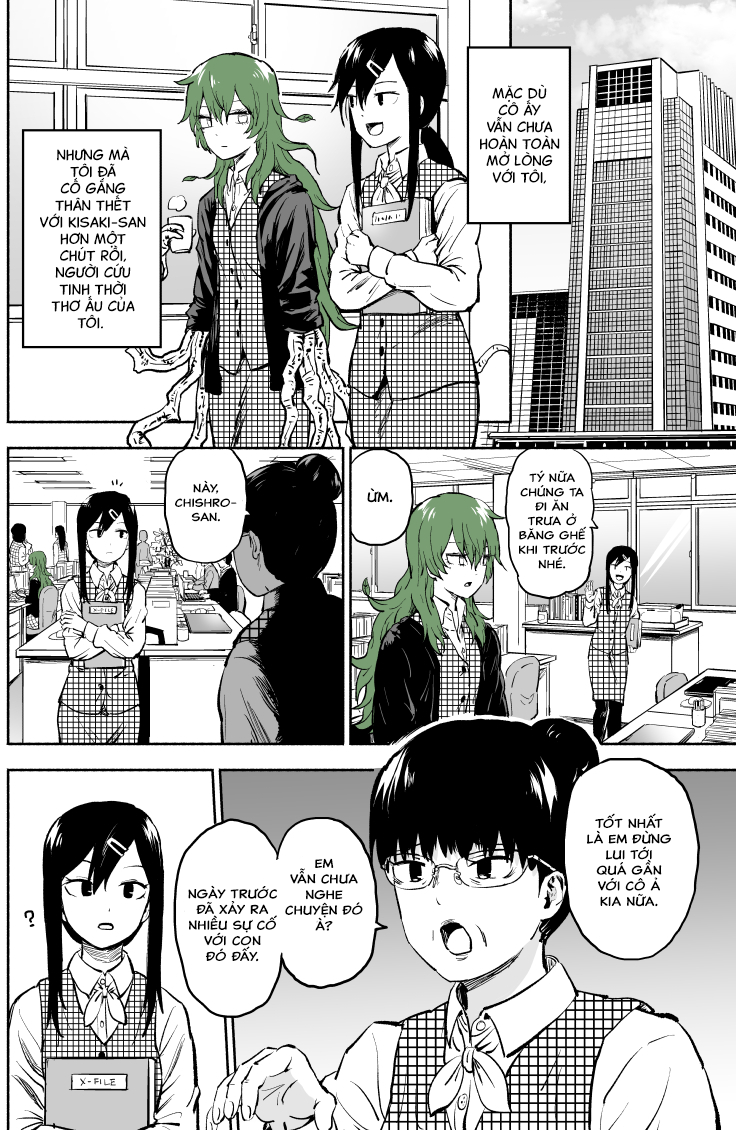 MẶC DÙ
CÔ ẤY
VẪN CHƯA
HOÀN TOÀN
MỞ LÒNG
VỚI TÔI,
NHƯNG MÀ
TÔI ĐÃ
CỐ GẮNG
THÂN THẾT
VỚI KISAKI-SAN
HƠN MỘT
CHÚT RỒI,
NGƯỜI CỨU
TINH THỜI
THƠ ẤU CỦA
TÔI.
TÝ NỮA
CHÚNG TA
ĐI ĂN
TRƯA Ở
BĂNG GHẾ
KHI TRƯỚC
NHÉ.
ỪM.
NÀY,
CHISHRO-
SAN.
X-FILE
TỐT NHẤT
LÀ EM ĐỪNG
LUI TỚI
QUÁ GẦN
VỚI CÔ Ả
KIA NỮA.
EM
VẪN CHƯA
NGHE
CHUYỆN ĐÓ
À?
NGÀY TRƯỚC
ĐÃ XẢY RA
NHIỀU SỰ CỐ
VỚI CON
ĐÓ ĐẤY.
?
X-FILE